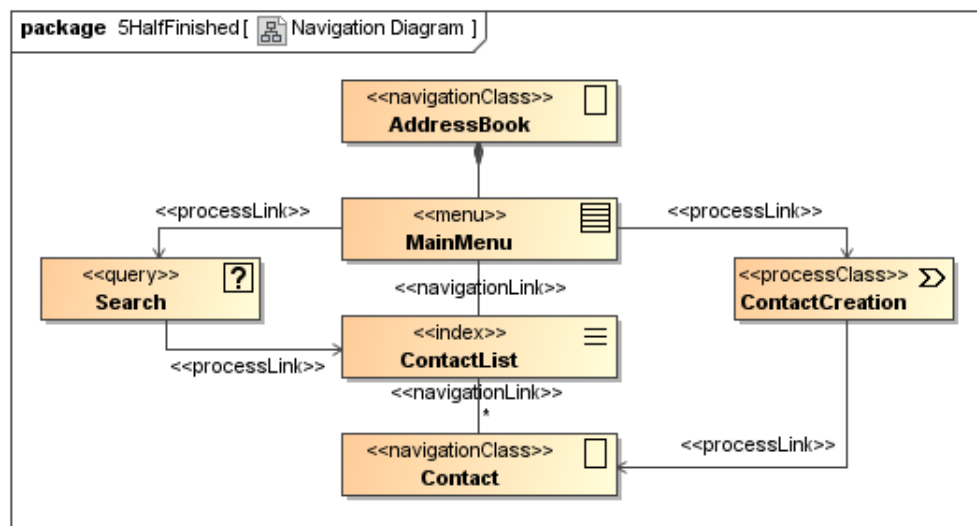 package 5HalfFinished [ Navigation Diagram ]
<<navigationClass>>
AddressBook
<<processLink>>
<<menu>>
MainMenu
<<processLink>>
<<query>>
?
Search
<<navigationLink>>
<<processClass>>
ContactCreation
<<processLink>>
<<index>>
ContactList
<<navigationLink>>
*
<<navigationClass>>
Contact
<<processLink>>